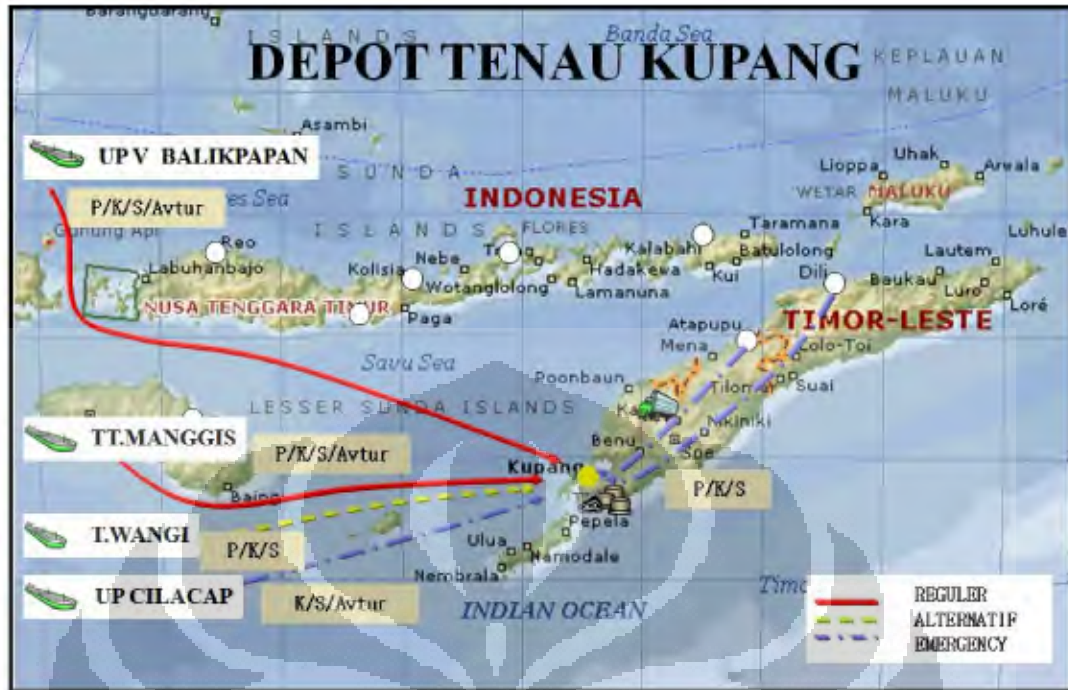 Barangbarang
ISLANDS
Banda Sea
DEPOT TENAU KUPANG
KEPLAUAN
MALUKU
Asambi
UP V BALIKPAPAN
SUNDA
Uhak
Lioppa
Arwala
WETAR MALUKU
INDONESIA
P/K/S/Avtur
es Sea
Kara
Gunung Api
ISLANDS
FLORES
Taramana
Luhule
Reo
Kalabahi
Batulolong
Lautem
Labuhanbajo
Kolisia
Nebe
Hadakewa
Kui
Dili
Baukau
Luro
Wotanglolong
Lamanuna
Loré
NUSA TENGGARA TIMUR
Paga
Atapupu
TIMOR-LESTE
Savu Sea
Mena
Lolo-Toi
Poonbaun
Suai
LESSER SUNDA ISLANDS
Nikiniki
TT.MANGGIS
P/K/S/Avtur
Benu
Soe
Kupang
P/K/S
Baing
T.WANGI
P/K/S
Pepela
Ulua
Namodale
Nembrala
UP CILACAP
K/S/Avtur
INDIAN OCEAN
REGULER
ALTERNATIF
EMERGENCY